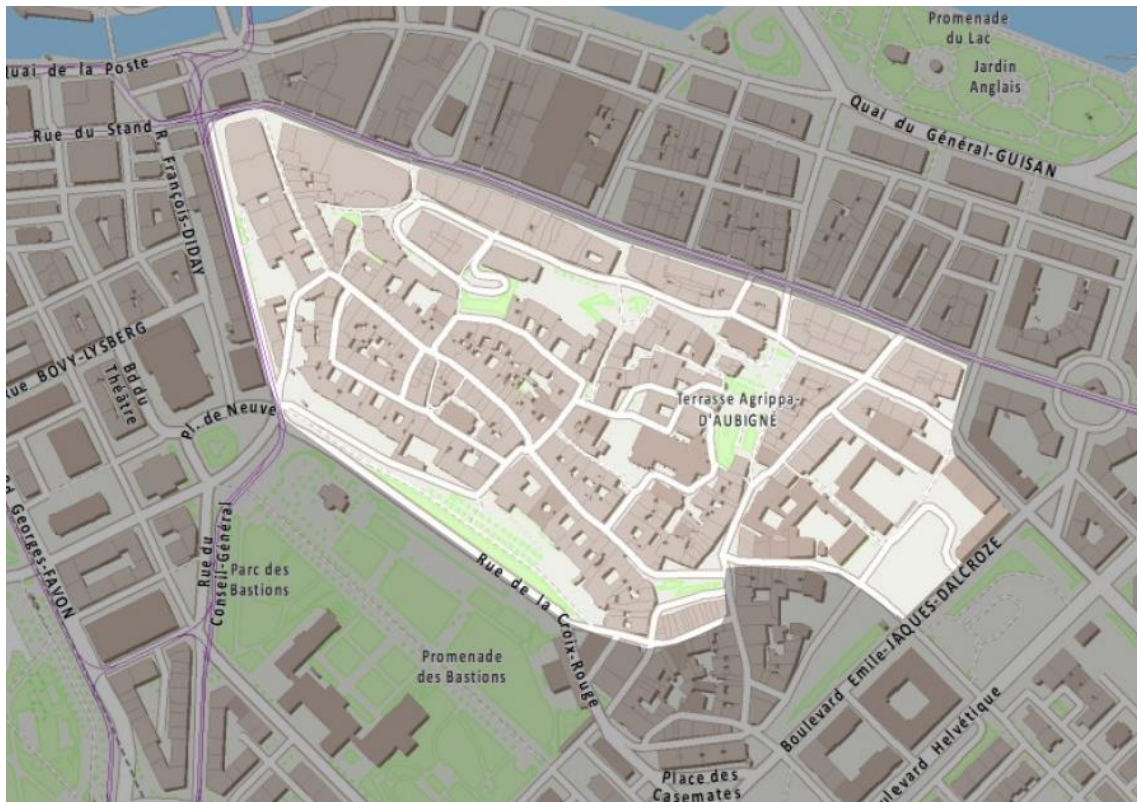 Promenade
du Lac
Jardin
Anglais
Quai de la Poste
Rue du Stand
R. François-DIDAY
Quai du Général-GUISAN
Rue BOVY-LYSBERG
Bd du
Théâtre
Pl. de Neuve
Terrasse Agrippa-
D'AUBIGNÉ
Bd Georges-FAVON
Rue du
Conseil-Général
Parc des
Bastions
Rue de la Croix-Rouge
Promenade
des Bastions
Boulevard Emile-JAQUES-DALCROZE
Boulevard Helvétique
Place des
Casemates